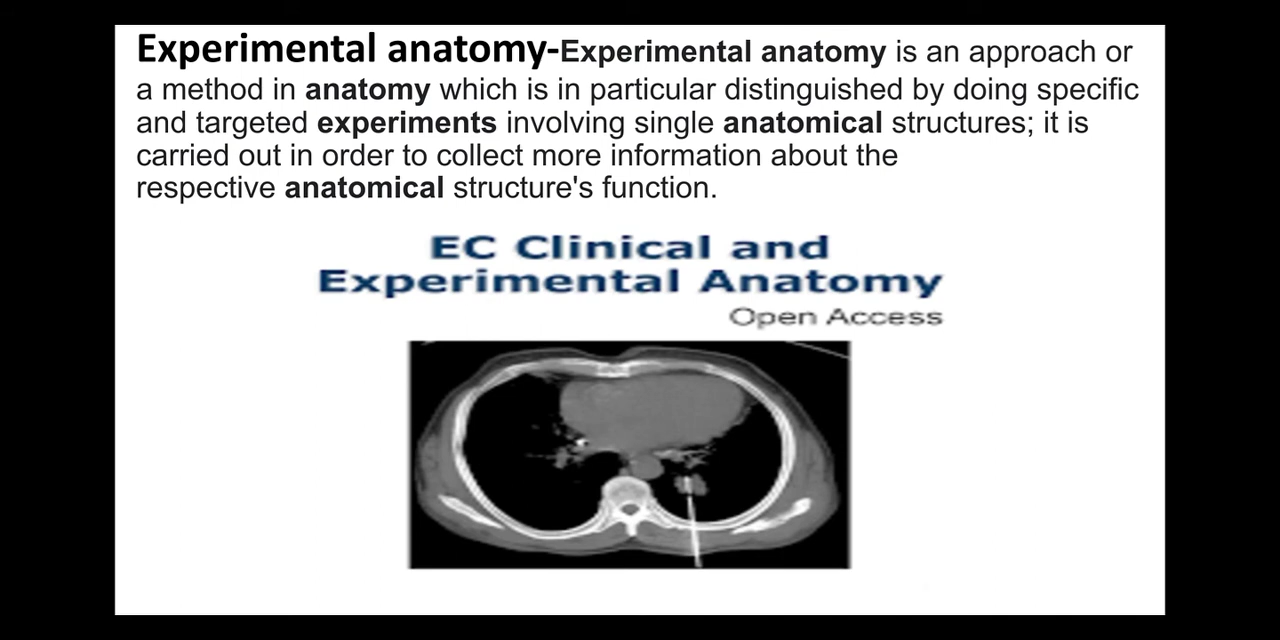 Experimental anatomy-Experimental anatomy is an approach or
a method in anatomy which is in particular distinguished by doing specific
and targeted experiments involving single anatomical structures; it is
carried out in order to collect more information about the
respective anatomical structure's function.
EC Clinical and
Experimental Anatomy
Open Access